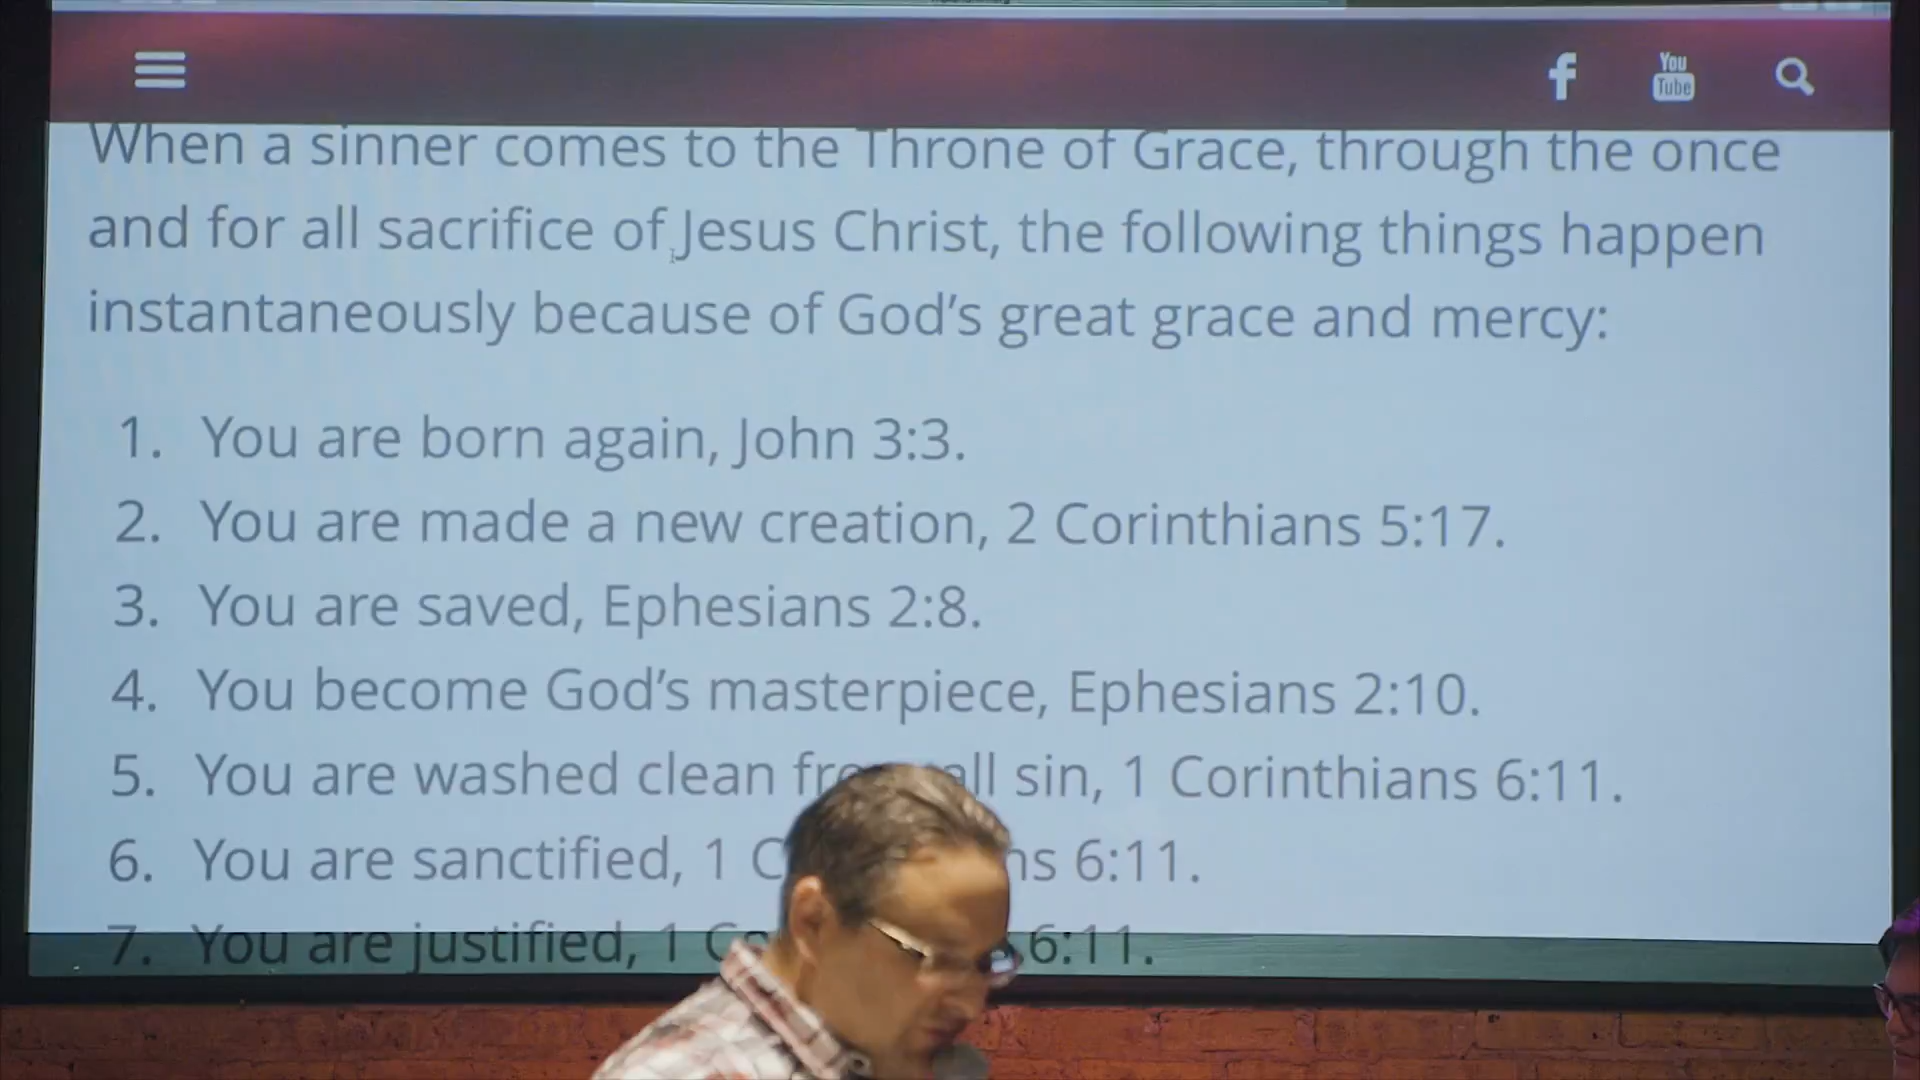 You
Tube
When a sinner comes to the Throne of Grace, through the once
and for all sacrifice of Jesus Christ, the following things happen
instantaneously because of God's great grace and mercy:
1. You are born again, John 3:3.
2. You are made a new creation, 2 Corinthians 5:17.
3. You are saved, Ephesians 2:8.
4. You become God's masterpiece, Ephesians 2:10.
5. You are washed clean all sin, 1 Corinthians 6:11.
6. You are sanctified, 1 6:11.
7. You are justified, 1 6:11.